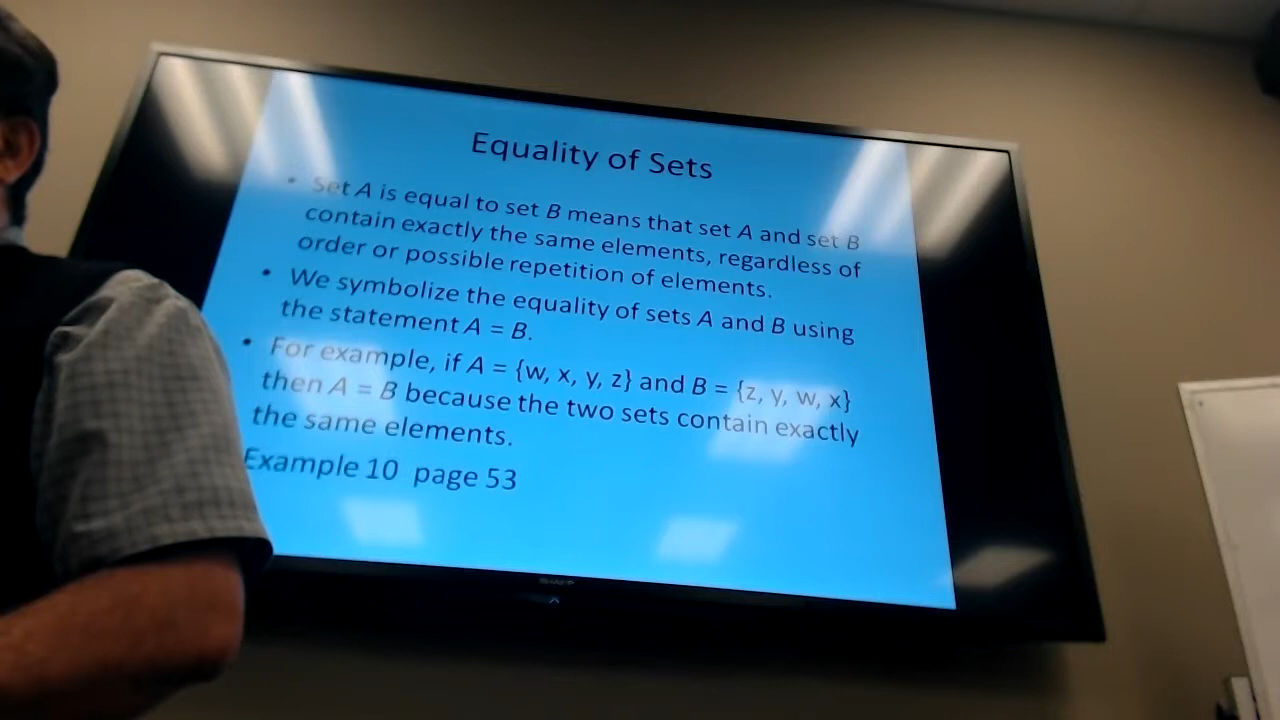 Equality of Sets
• Set A is equal to set B means that set A and set B
contain exactly the same elements, regardless of
order or possible repetition of elements.
• We symbolize the equality of sets A and B using
the statement A = B.
• For example, if A = {w, x, y, z} and B = {z, y, w, x}
then A = B because the two sets contain exactly
the same elements.
Example 10 page 53
SHARP